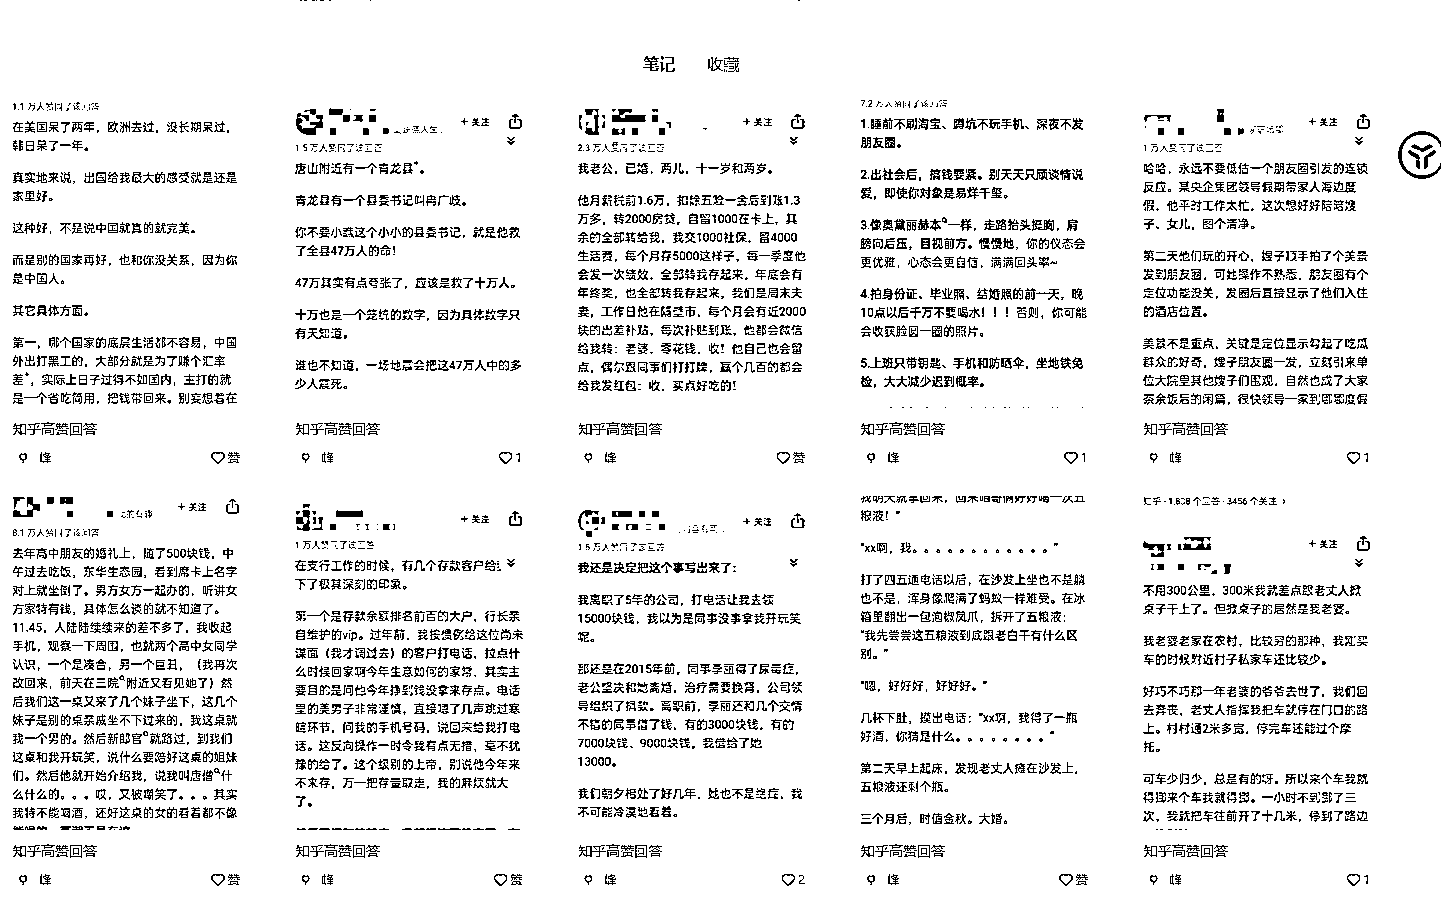 笔记 收藏
1.1 万人赞同了该回答
在美国呆了两年，欧洲去过，没长期呆过，
韩日呆了一年。
真实地来说，出国给我最大的感受就是还是
家里好。
这种好，不是说中国就真的就完美。
而是别的国家再好，也和你没关系，因为你
是中国人。
其它具体方面。
第一，哪个国家的底层生活都不容易，中国
外出打黑工的，大部分就是为了赚个汇率
差，实际上日子过得不如国内，主打的就
是一个省吃简用，把钱带回来。别妄想着在
知乎高赞回答
峰 赞
+ 关注
1.5 万人赞同了该回答
唐山附近有一个青龙县。
青龙县有一个县委书记叫冉广岐。
你不要小瞧这个小小的县委书记，就是他救
了全县47万人的命！
47万其实有点夸张了，应该是救了十万人。
十万也是一个笼统的数字，因为具体数字只
有天知道。
谁也不知道，一场地震会把这47万人中的多
少人震死。
知乎高赞回答
峰 1
+ 关注
2.3 万人赞同了该回答
我老公，已婚，两儿，十一岁和两岁。
他月薪税前1.6万，扣除五险一金后到账1.3
万多，转2000房贷，自留1000在卡上，其
余的全部转给我，我交1000社保，留4000
生活费，每个月存5000这样子，每一季度他
会发一次绩效，全部转我存起来，年底会有
年终奖，也全部转我存起来，我们是周末夫
妻，工作日他在隔壁市，每个月会有近2000
块的出差补贴，每次补贴到账，他都会微信
给我转：老婆，零花钱，收！他自己也会留
点，偶尔跟同事们打打牌，赢个几百的都会
给我发红包：收，买点好吃的！
知乎高赞回答
峰 赞
7.2 万人赞同了该回答
1.睡前不刷淘宝、蹲坑不玩手机、深夜不发
朋友圈。
2.出社会后，搞钱要紧。别天天只顾谈情说
爱，即使你对象是易烊千玺。
3.像奥黛丽赫本一样，走路抬头挺胸，肩
膀向后压，目视前方。慢慢地，你的仪态会
更优雅，心态会更自信，满满回头率~
4.拍身份证、毕业照、结婚照的前一天，晚
10点以后千万不要喝水！！！否则，你可能
会收获脸圆一圈的照片。
5.上班只带钥匙、手机和防晒伞，坐地铁免
检，大大减少迟到概率。
知乎高赞回答
峰 1
1 万人赞同了该回答
哈哈，永远不要低估一个朋友圈引发的连锁
反应。某央企集团领导假期带家人海边度
假，他平时工作太忙，这次想好好陪陪嫂
子、女儿，图个清净。
第二天他们玩的开心，嫂子顺手拍了个美景
发到朋友圈，可她操作不熟悉，朋友圈有个
定位功能没关，发圈后直接显示了他们入住
的酒店位置。
美景不是重点，关键是定位显示勾起了吃瓜
群众的好奇，嫂子朋友圈一发，立刻引来单
位大院里其他嫂子们围观，自然也成了大家
茶余饭后的闲篇，很快领导一家到哪哪度假
知乎高赞回答
峰 1
+ 关注
8.1 万人赞同了该回答
去年高中朋友的婚礼上，随了500块钱，中
午过去吃饭，东华生态园，看到席卡上名字
对上就坐倒了。男方女方一起办的，听讲女
方家特有钱，具体怎么谈的就不知道了。
11.45，人陆陆续续来的差不多了，我收起
手机，观察一下周围，也就两个高中女同学
认识，一个是凑合，另一个巨丑，（我再次
改回来，前天在三院附近又看见她了）然
后我们这一桌又来了几个妹子坐下，这几个
妹子是别的桌亲戚坐不下过来的，我这桌就
我一个男的。然后新郎官就路过，到我们
这桌和我开玩笑，说什么要陪好这桌的姐妹
们。然后他就开始介绍我，说我叫唐僧什
么什么的。。。哎，又被嘲笑了。。。其实
我特不能喝酒，还好这桌的女的看着都不像
知乎高赞回答
峰 赞
+ 关注
1 万人赞同了该回答
在支行工作的时候，有几个存款客户给
下了极其深刻的印象。
第一个是存款余额排名前百的大户，行长亲
自维护的vip。过年前，我按惯例给这位尚未
谋面（我才调过去）的客户打电话，拉点什
么时候回家啊今年生意如何的家常，其实主
要目的是问他今年挣到钱没拿来存点。电话
里的美男子非常谨慎，直接嗯了几声跳过寒
暄环节，问我的手机号码，说回来给我打电
话。这反向操作一时令我有点无措，毫不犹
豫的给了。这个级别的上帝，别说他今年来
不来存，万一把存量取走，我的麻烦就大
了。
知乎高赞回答
峰 赞
+ 关注
1.6 万人赞同了该回答
我还是决定把这个事写出来了：
我离职了5年的公司，打电话让我去领
15000块钱，我以为是同事没事拿我开玩笑
呢。
那还是在2015年前，同事李丽得了尿毒症，
老公坚决和她离婚，治疗需要换肾，公司领
导组织了捐款。离职前，李丽还和几个交情
不错的同事借了钱，有的3000块钱，有的
7000块钱、9000块钱，我借给了她
13000。
我们朝夕相处了好几年，她也不是绝症，我
不可能冷漠地看着。
知乎高赞回答
峰 2
我明天就拿回来，回来咱哥俩好好喝一次五
粮液！”
“xx啊，我。。。。。。。。。。。。”
打了四五通电话以后，在沙发上坐也不是躺
也不是，浑身像爬满了蚂蚁一样难受。在冰
箱里翻出一包泡椒凤爪，拆开了五粮液：
“我先尝尝这五粮液到底跟老白干有什么区
别。”
“嗯，好好好，好好好。”
几杯下肚，摸出电话：“xx啊，我得了一瓶
好酒，你猜是什么。。。。。。。。”
第二天早上起床，发现老丈人瘫在沙发上，
五粮液还剩个瓶。
三个月后，时值金秋。大婚。
知乎高赞回答
峰 赞
知乎 · 1,808 个回答 · 3456 个关注 ›
+ 关注
不用300公里，300米我就差点跟老丈人掀
桌子干上了。但掀桌子的居然是我老婆。
我老婆老家在农村，比较穷的那种，我刚买
车的时候附近村子私家车还比较少。
好巧不巧那一年老婆的爷爷去世了，我们回
去奔丧，老丈人指挥我把车就停在门口的路
上。村村通2米多宽，停完车还能过个摩
托。
可车少归少，总是有的呀。所以来个车我就
得挪来个车我就得挪。一小时不到挪了三
次，我就把车往前开了十几米，停到了路边
知乎高赞回答
峰 1